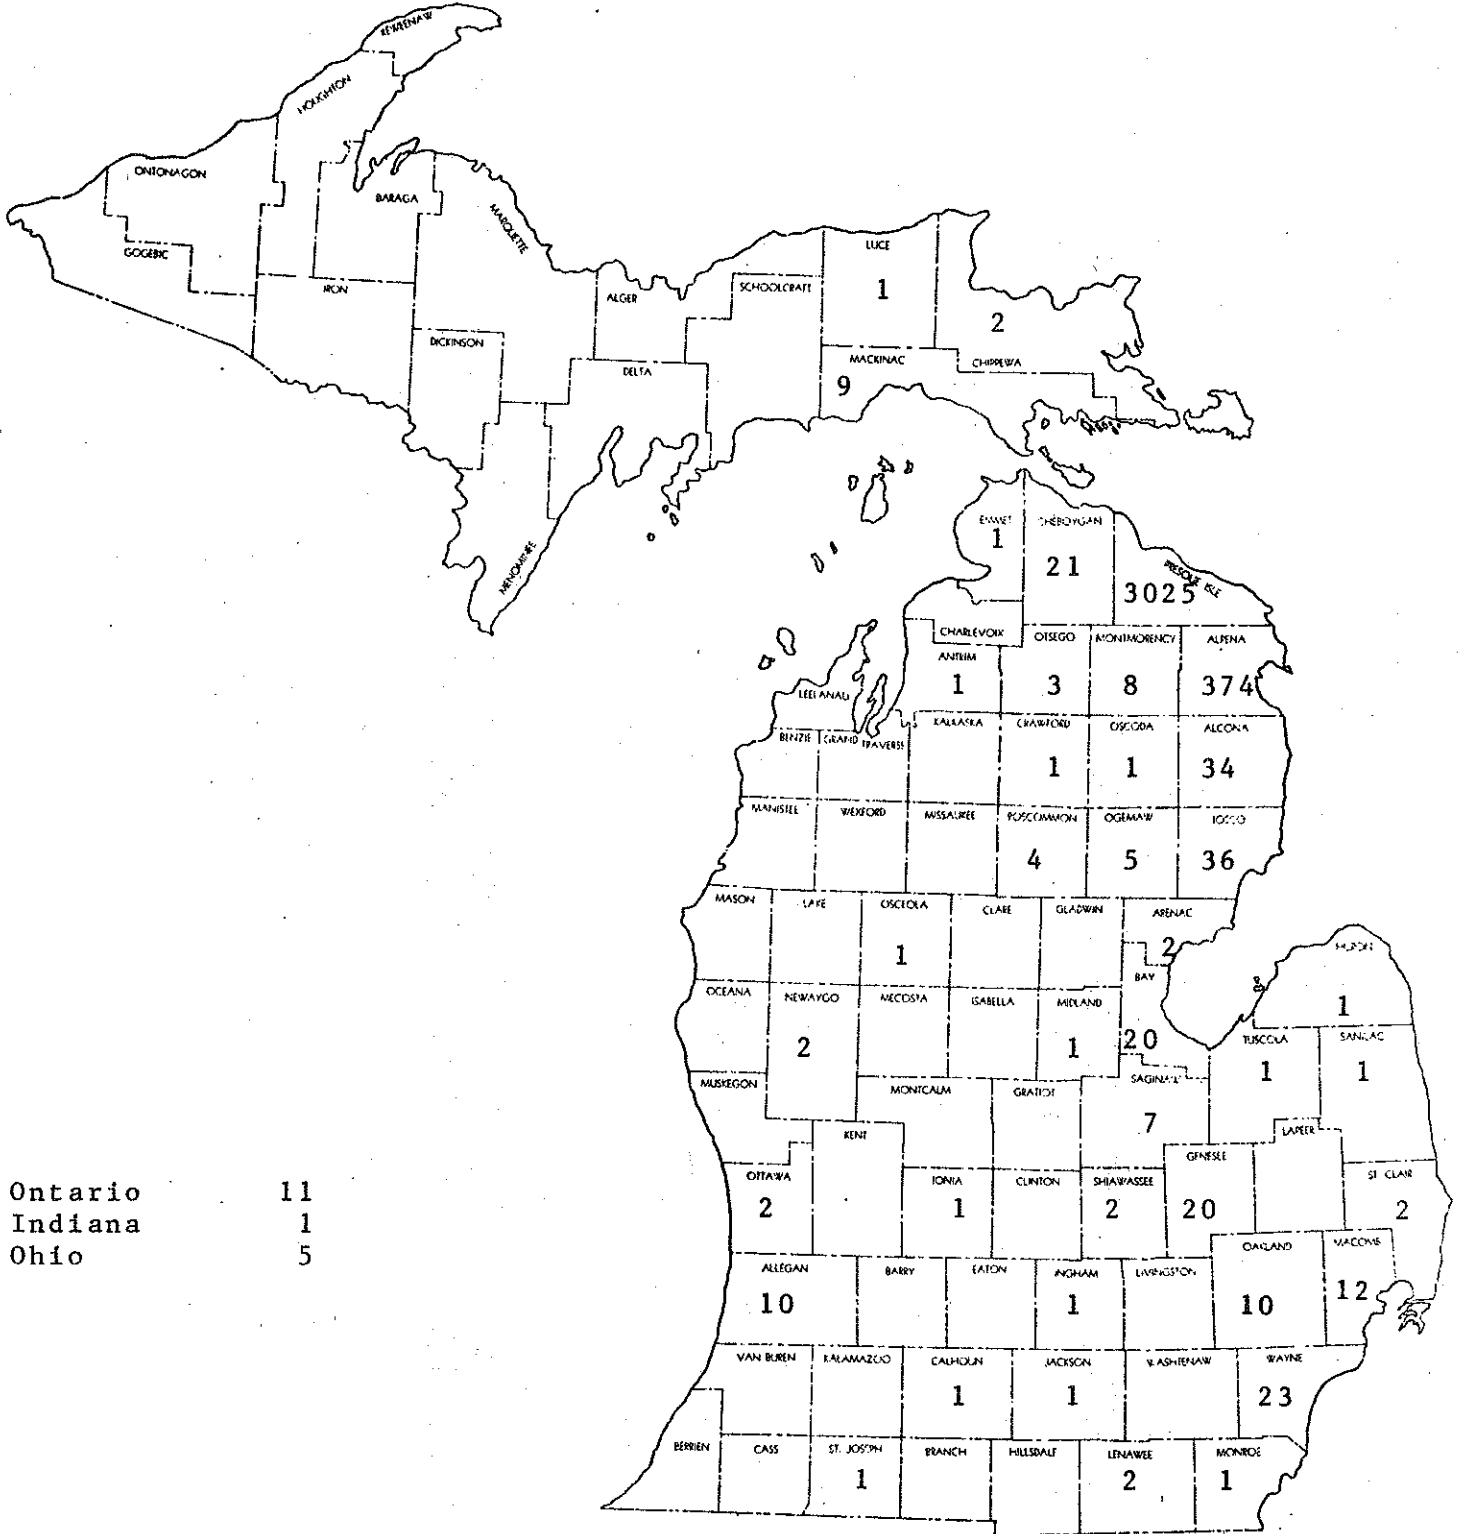 KEWEENAW
HOUGHTON
ONTONAGON
BARAGA
MARQUETTE
GOGEBIC
IRON
ALGER
SCHOOLCRAFT
LUCE
1
2
DICKINSON
DELTA
MACKINAC
CHIPPEWA
9
MENOMINEE
EMMET
CHEBOYGAN
1
21
PRESQUE ISLE
3025
CHARLEVOIX
OTSEGO
MONTMORENCY
ALPENA
ANTRIM
1
3
8
374
LEELANAU
KALKASKA
CRAWFORD
OSCODA
ALCONA
BENZIE
GRAND TRAVERSE
1
1
34
MANISTEE
WEXFORD
MISSAUKEE
ROSCOMMON
OGEMAW
IOSCO
4
5
36
MASON
LAKE
OSCEOLA
CLARE
GLADWIN
ARENAC
1
2
HURON
BAY
OCEANA
NEWAYGO
MECOSTA
ISABELLA
MIDLAND
1
2
1
20
TUSCOLA
SANILAC
1
1
MUSKEGON
MONTCALM
GRATIOT
SAGINAW
7
KENT
LAPEER
GENESEE
OTTAWA
IONIA
CLINTON
SHIAWASSEE
ST. CLAIR
2
1
2
20
2
Ontario 11
Indiana 1
Ohio 5
OAKLAND
MACOMB
ALLEGAN
BARRY
EATON
INGHAM
LIVINGSTON
10
1
10
12
VAN BUREN
KALAMAZOO
CALHOUN
JACKSON
WASHTENAW
WAYNE
1
1
23
BERRIEN
CASS
ST. JOSEPH
BRANCH
HILLSDALE
LENAWEE
MONROE
1
2
1